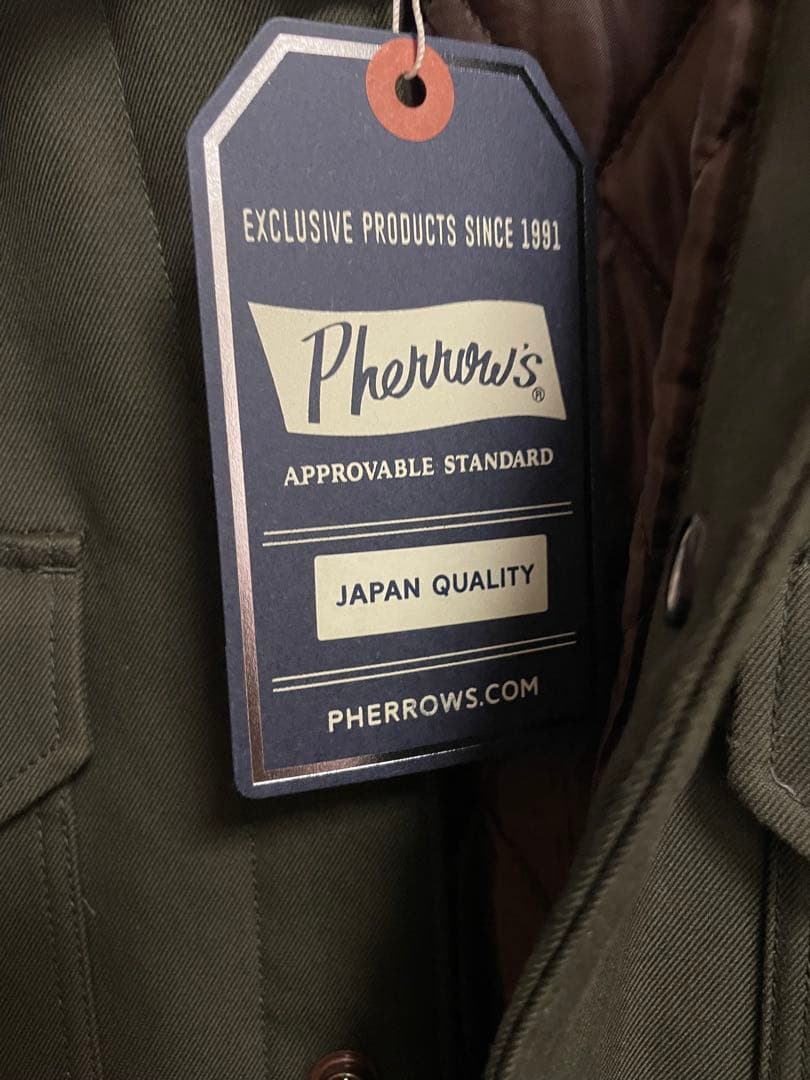 EXCLUSIVE PRODUCTS SINCE 1991
Pherrow's®
APPROVABLE STANDARD
JAPAN QUALITY
PHERROWS.COM